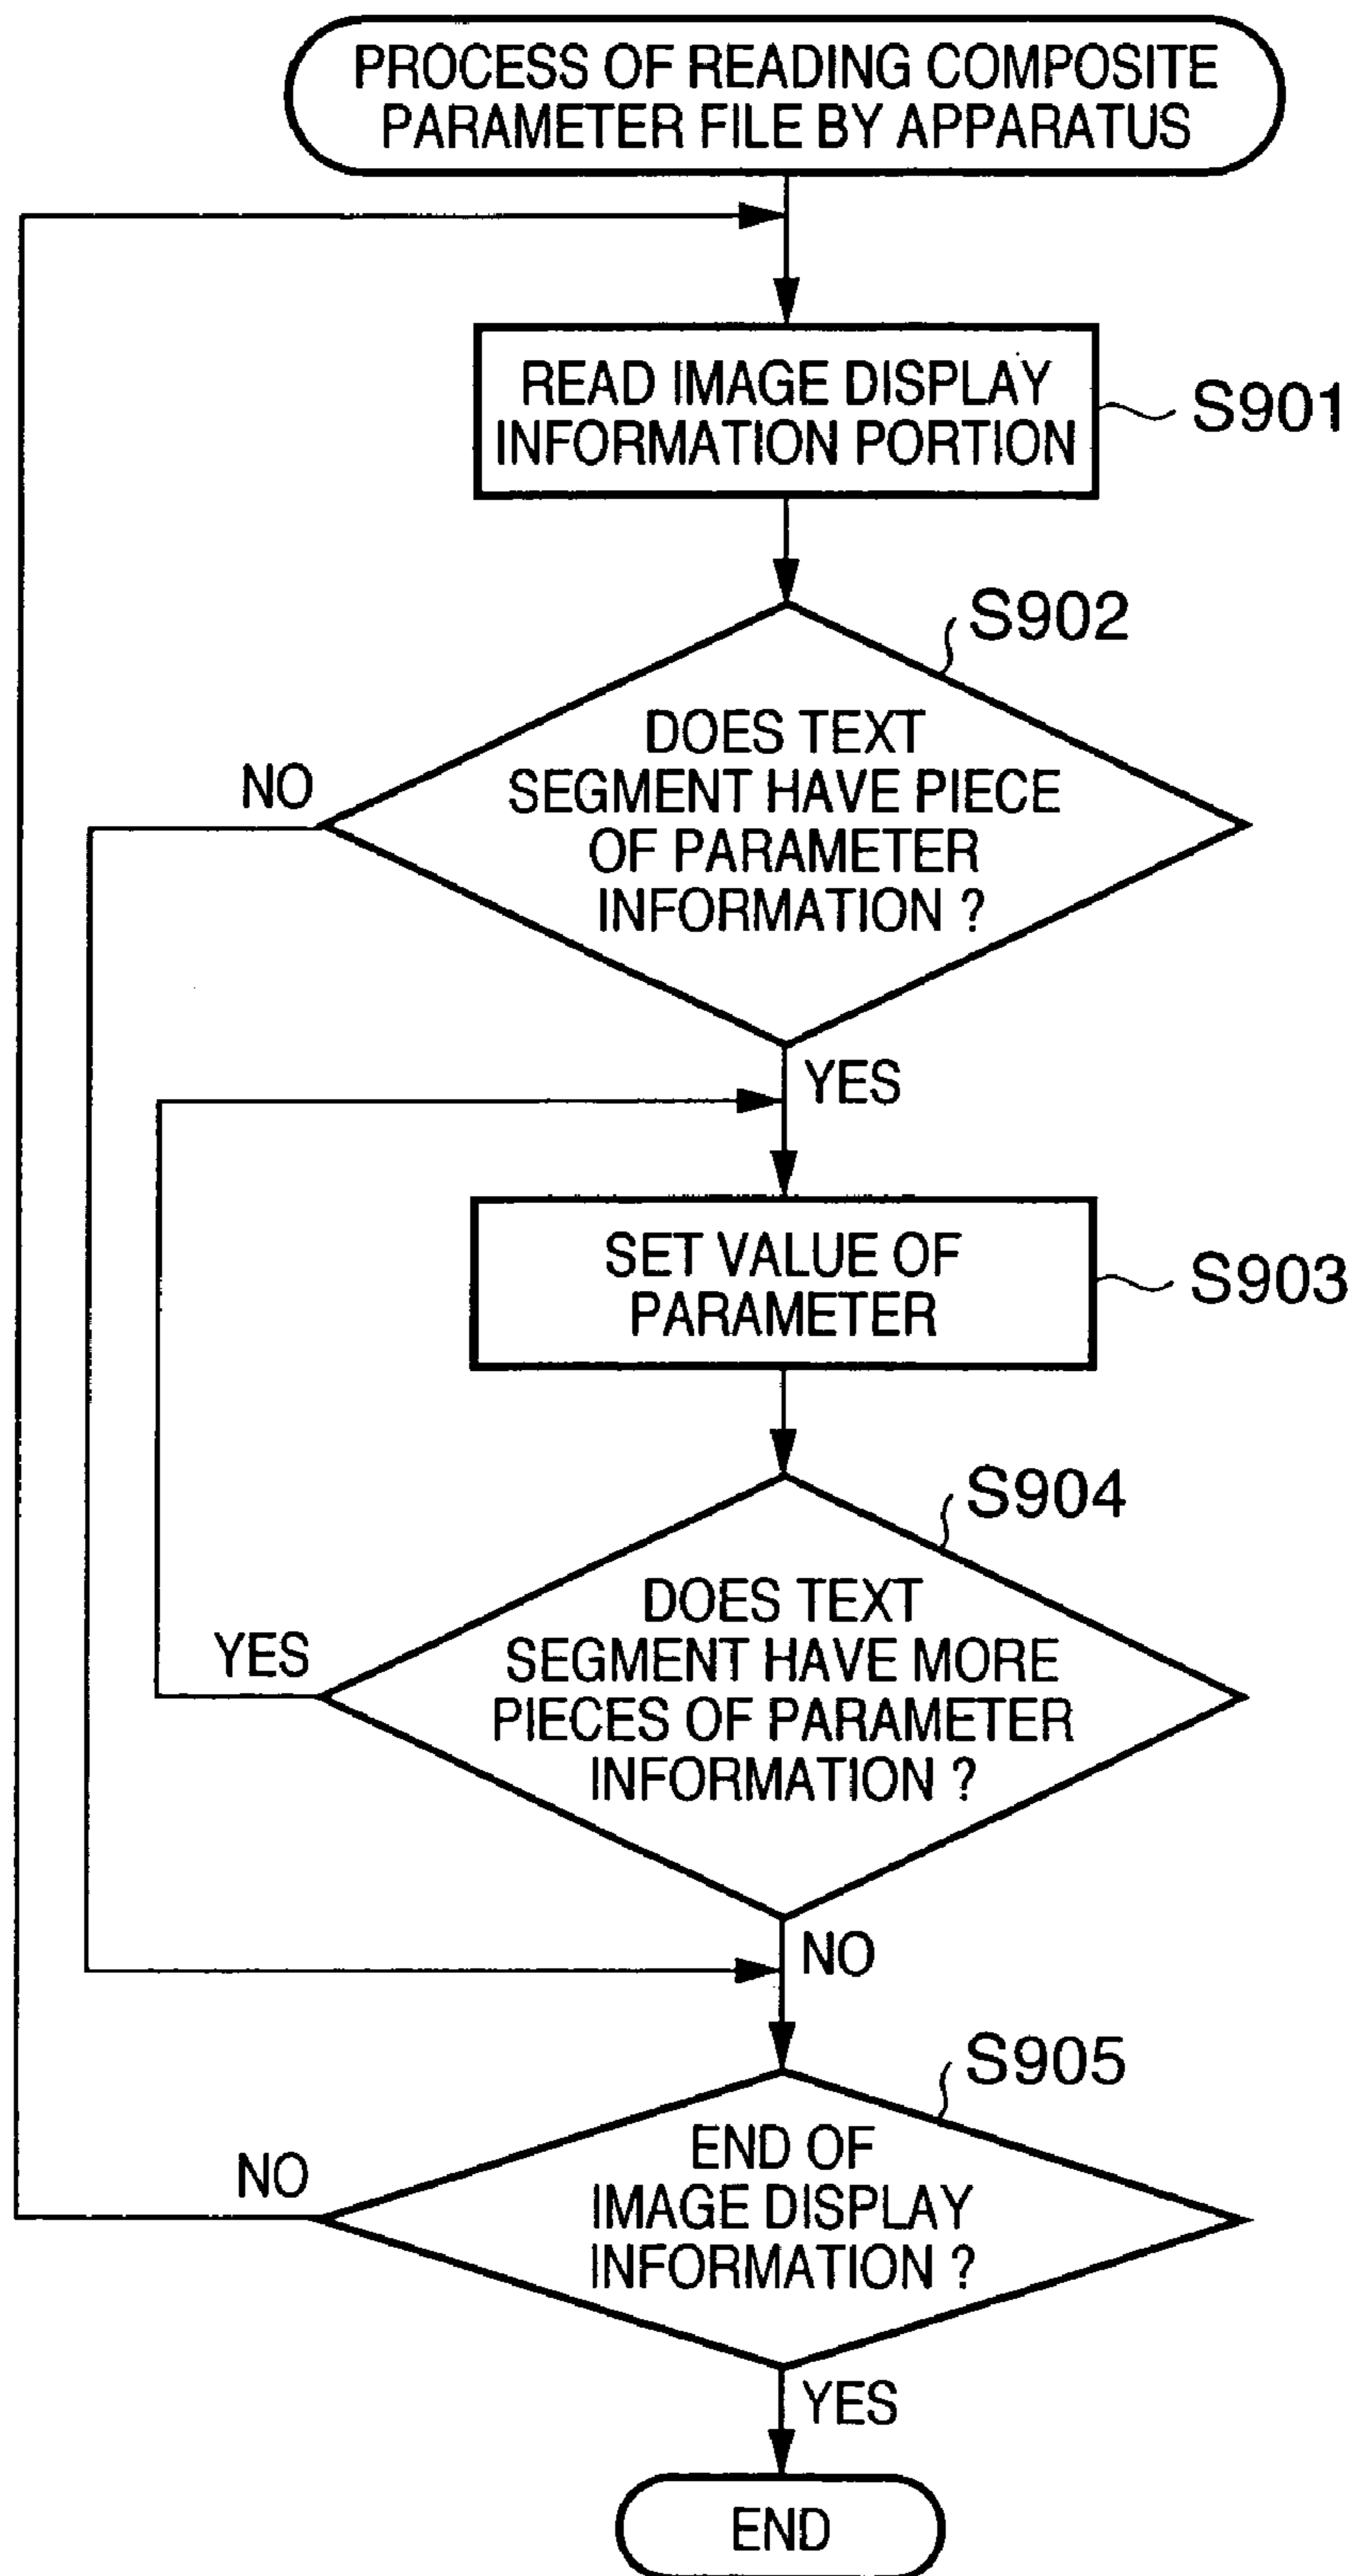 PROCESS OF READING COMPOSITE
PARAMETER FILE BY APPARATUS
READ IMAGE DISPLAY
INFORMATION PORTION
S901
S902
DOES TEXT
SEGMENT HAVE PIECE
OF PARAMETER
INFORMATION ?
NO
YES
SET VALUE OF
PARAMETER
S903
S904
DOES TEXT
SEGMENT HAVE MORE
PIECES OF PARAMETER
INFORMATION ?
YES
NO
S905
END OF
IMAGE DISPLAY
INFORMATION ?
NO
YES
END